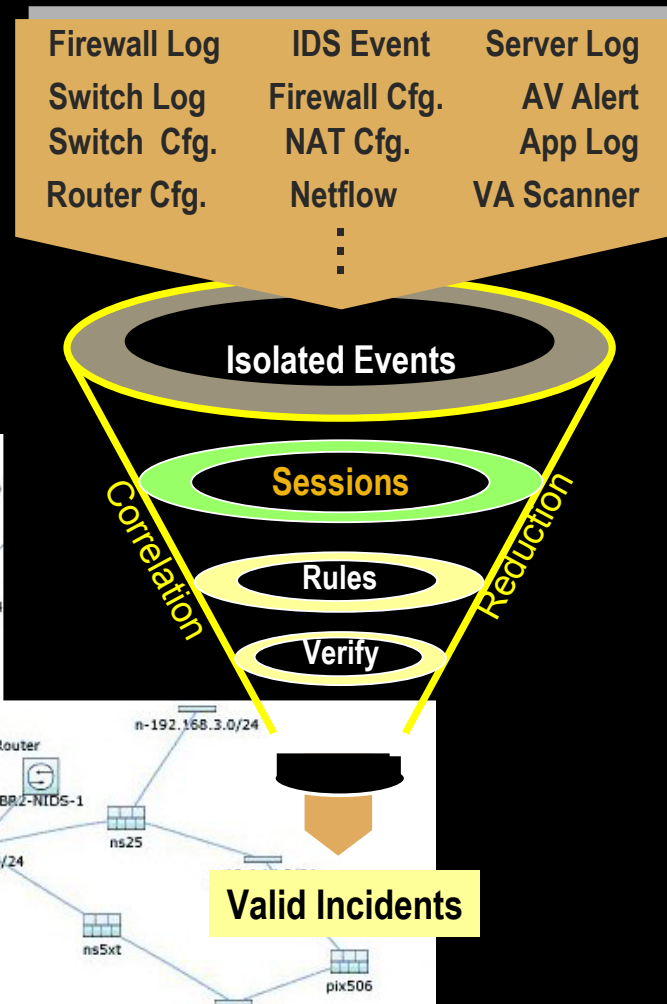 Firewall Log IDS Event Server Log
Switch Log Firewall Cfg. AV Alert
Switch Cfg. NAT Cfg. App Log
Router Cfg. Netflow VA Scanner
Isolated Events
Sessions
Correlation
Reduction
Rules
Verify
n-192.168.3.0/24
Router
BR2-NIDS-1
ns25
/24
Valid Incidents
ns5xt
pix506